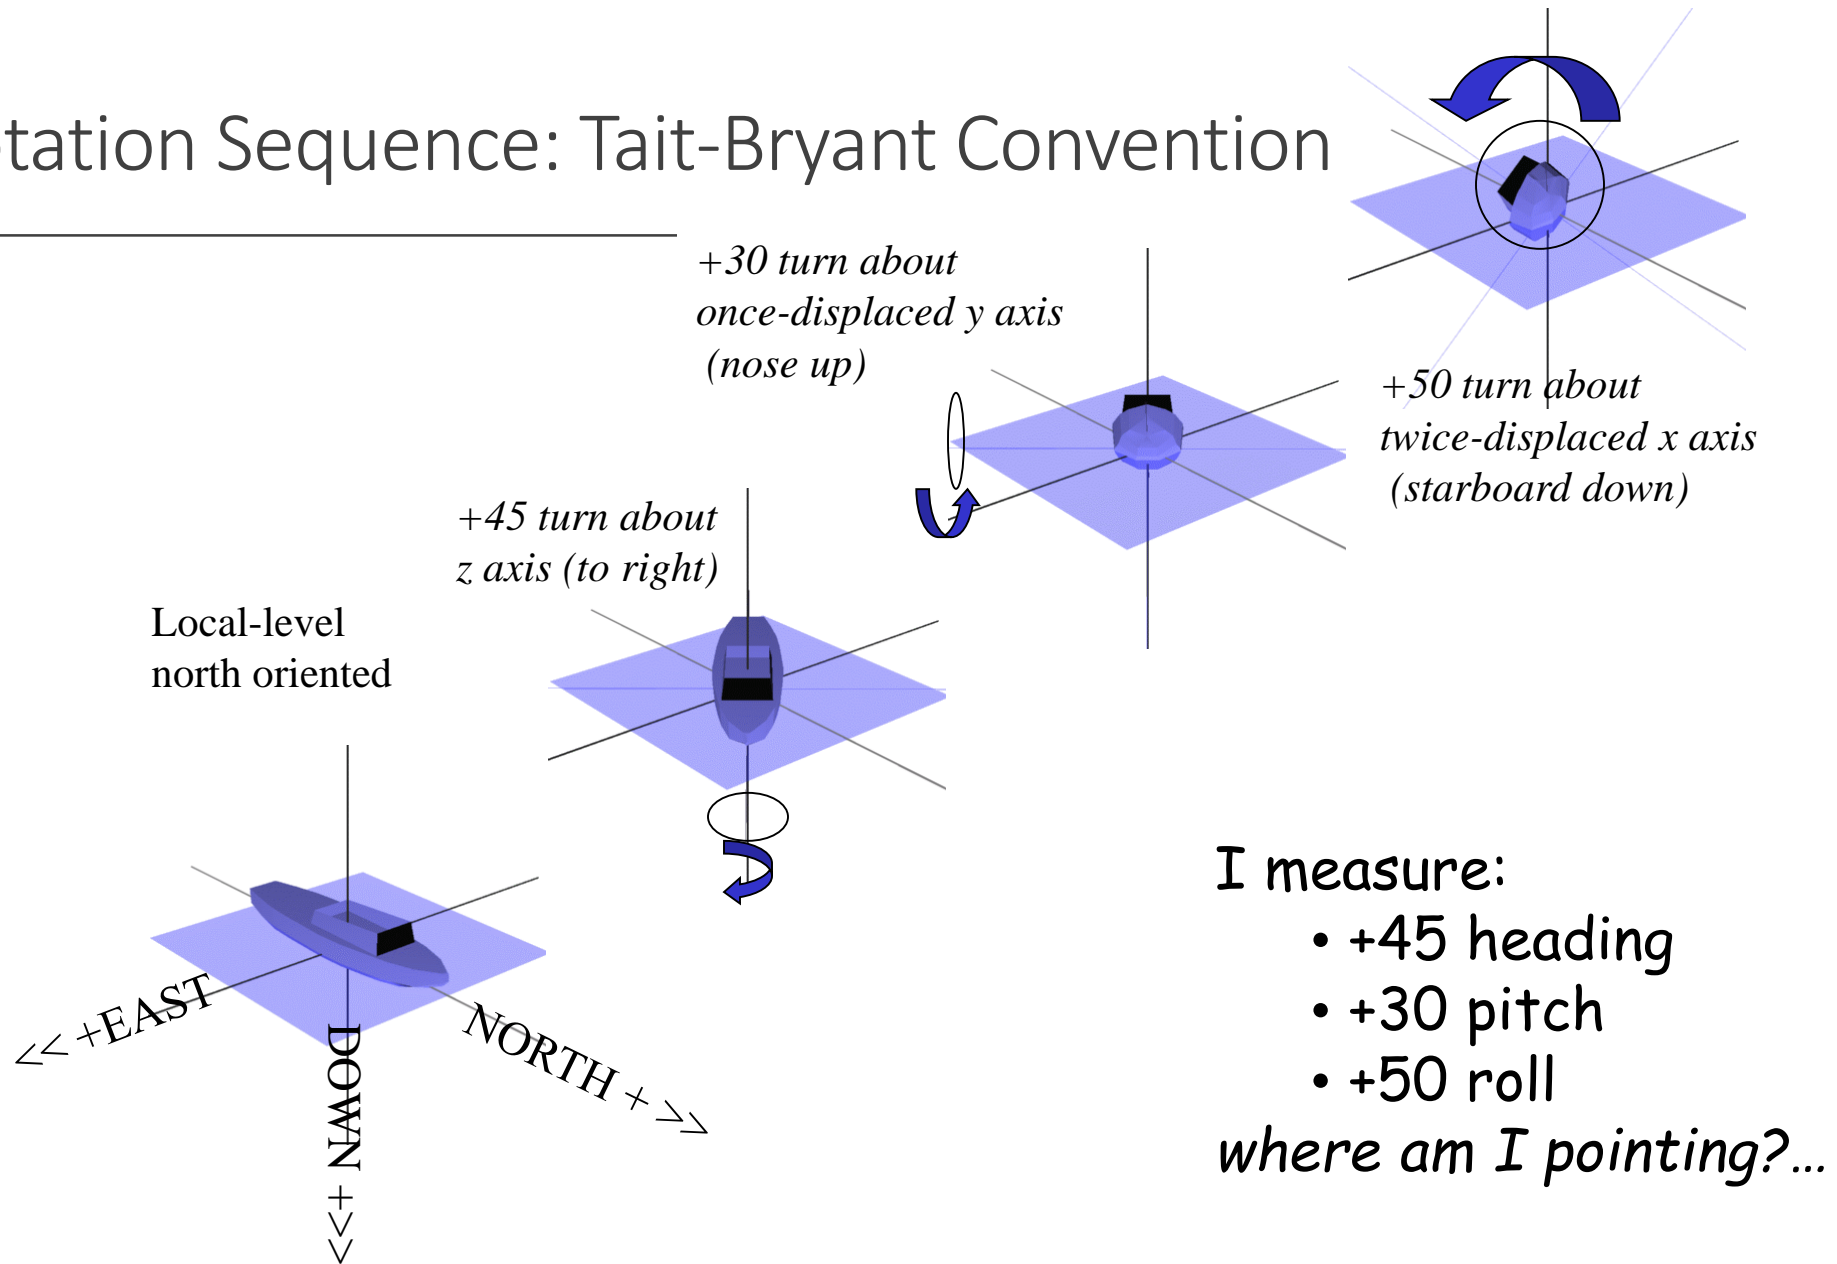 tation Sequence: Tait-Bryant Convention
+30 turn about
once-displaced y axis
(nose up)
+50 turn about
twice-displaced x axis
(starboard down)
+45 turn about
z axis (to right)
Local-level
north oriented
<< +EAST
DOWN +>>
NORTH + >>
I measure:
• +45 heading
• +30 pitch
• +50 roll
where am I pointing?...